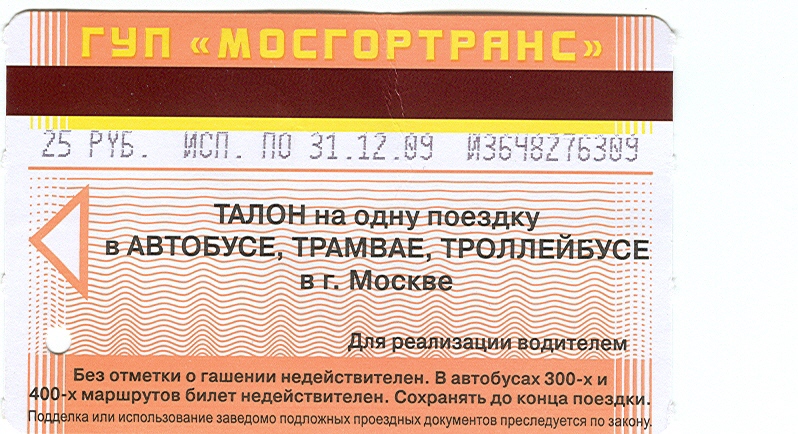 ГУП «МОСГОРТРАНС»
25 РУБ. ИСП. ПО 31.12.09 И3648276309
ТАЛОН на одну поездку
в АВТОБУСЕ, ТРАМВАЕ, ТРОЛЛЕЙБУСЕ
в г. Москве
Для реализации водителем
Без отметки о гашении недействителен. В автобусах 300-х и
400-х маршрутов билет недействителен. Сохранять до конца поездки.
Подделка или использование заведомо подложных проездных документов преследуется по закону.